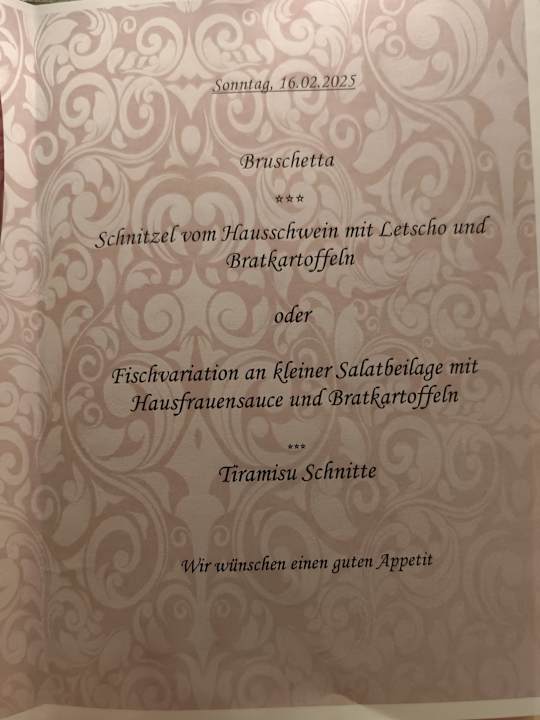 Sonntag, 16.02.2025
Bruschetta
***
Schnitzel vom Hausschwein mit Letscho und
Bratkartoffeln
oder
Fischvariation an kleiner Salatbeilage mit
Hausfrauensauce und Bratkartoffeln
***
Tiramisu Schnitte
Wir wünschen einen guten Appetit